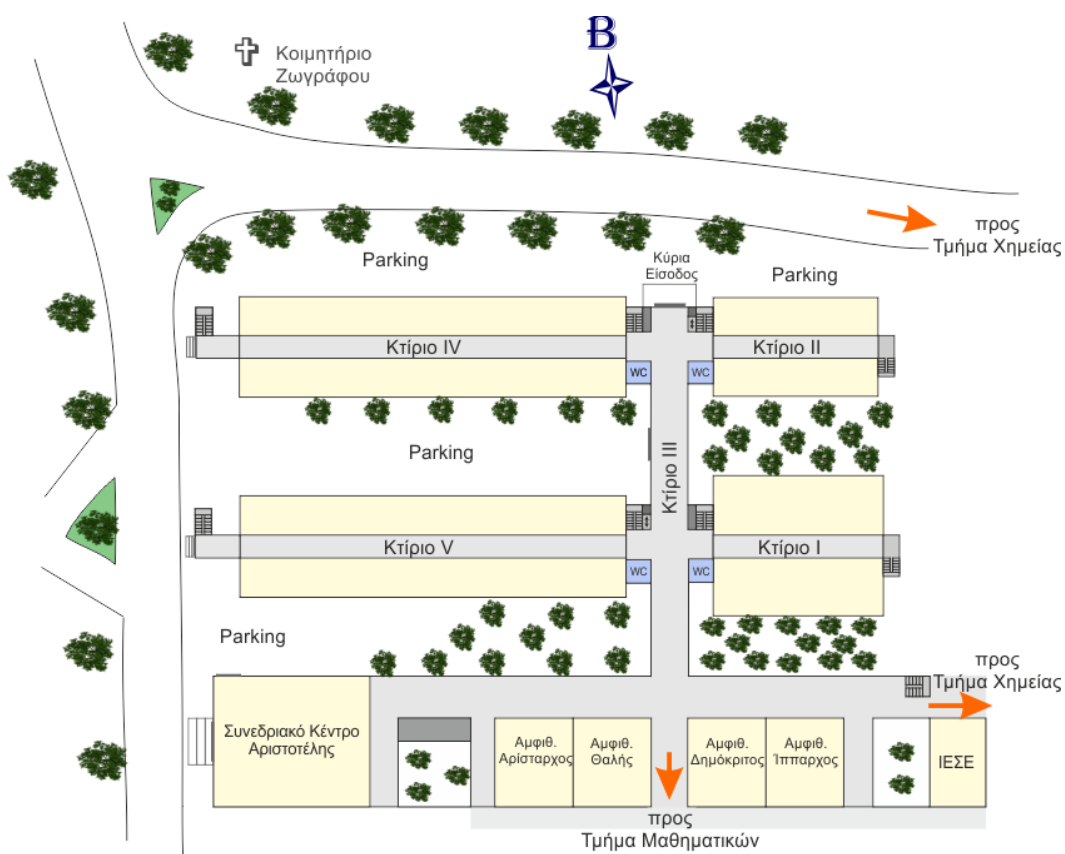 Β
Κοιμητήριο
Ζωγράφου
προς
Τμήμα Χημείας
Parking
Κύρια
Είσοδος
Parking
Κτίριο IV
Κτίριο II
WC
WC
Parking
Κτίριο III
Κτίριο V
Κτίριο I
WC
WC
Parking
προς
Τμήμα Χημείας
Συνεδριακό Κέντρο
Αριστοτέλης
Αμφιθ.
Αρίσταρχος
Αμφιθ.
Θαλής
Αμφιθ.
Δημόκριτος
Αμφιθ.
Ίππαρχος
ΙΕΣΕ
προς
Τμήμα Μαθηματικών